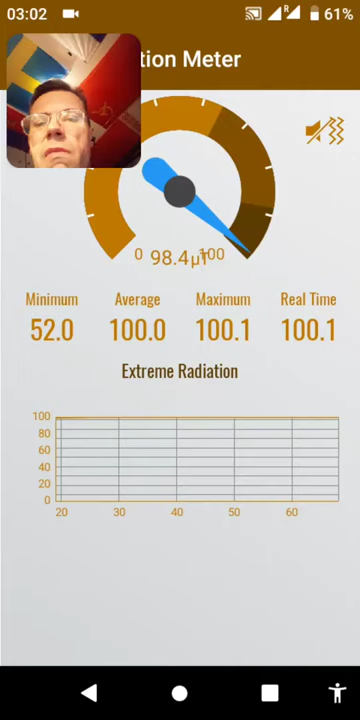 03:02 R 61%
tion Meter
0 98.4μT 100
Minimum Average Maximum Real Time
52.0 100.0 100.1 100.1
Extreme Radiation
100
80
60
40
20
0
20 30 40 50 60